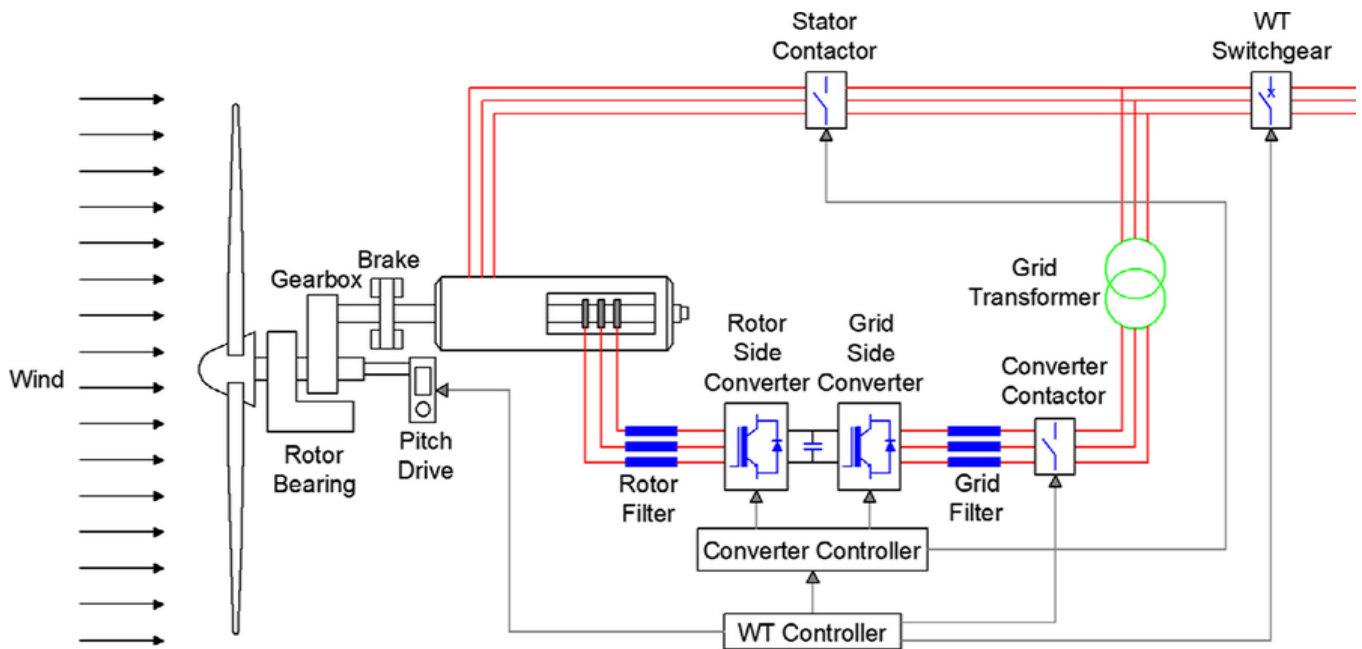 Stator
Contactor
WT
Switchgear
Brake
Gearbox
Grid
Transformer
Rotor
Side
Converter
Grid
Side
Converter
Converter
Contactor
Wind
Rotor
Bearing
Pitch
Drive
Rotor
Filter
Grid
Filter
Converter Controller
WT Controller